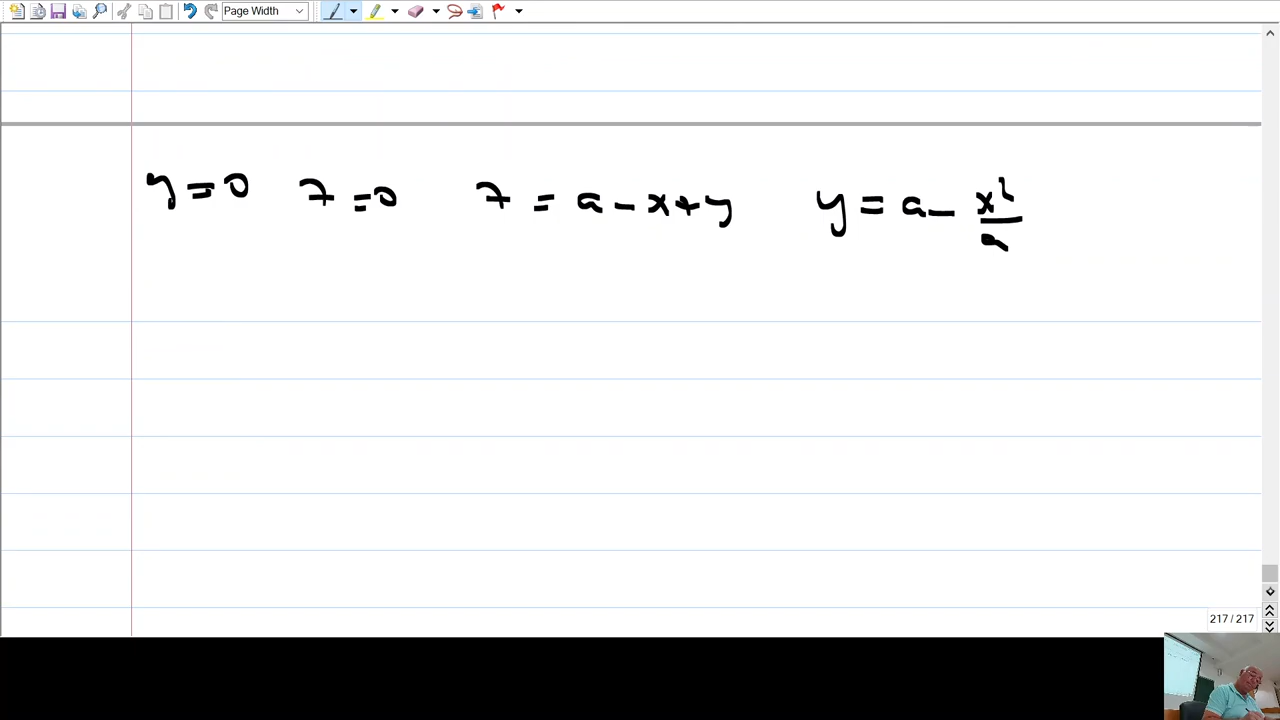 Page Width
y = 0 z = 0 z = a - x + y y = a - x²/a
217 / 217